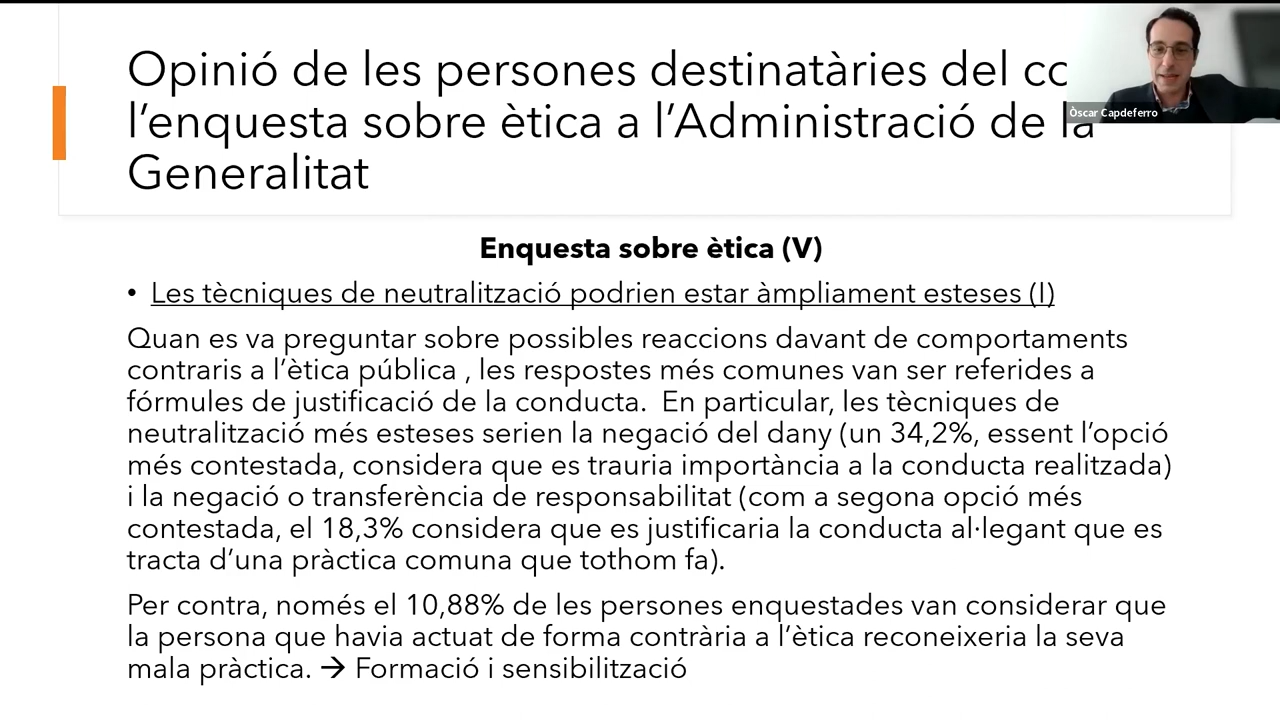 Opinió de les persones destinatàries del
l’enquesta sobre ètica a l’Administració de la
Generalitat
Òscar Capdeferro
Enquesta sobre ètica (V)
• Les tècniques de neutralització podrien estar àmpliament esteses (I)
Quan es va preguntar sobre possibles reaccions davant de comportaments
contraris a l’ètica pública , les respostes més comunes van ser referides a
fórmules de justificació de la conducta.  En particular, les tècniques de
neutralització més esteses serien la negació del dany (un 34,2%, essent l’opció
més contestada, considera que es trauria importància a la conducta realitzada)
i la negació o transferència de responsabilitat (com a segona opció més
contestada, el 18,3% considera que es justificaria la conducta al·legant que es
tracta d’una pràctica comuna que tothom fa).
Per contra, només el 10,88% de les persones enquestades van considerar que
la persona que havia actuat de forma contrària a l’ètica reconeixeria la seva
mala pràctica. → Formació i sensibilització